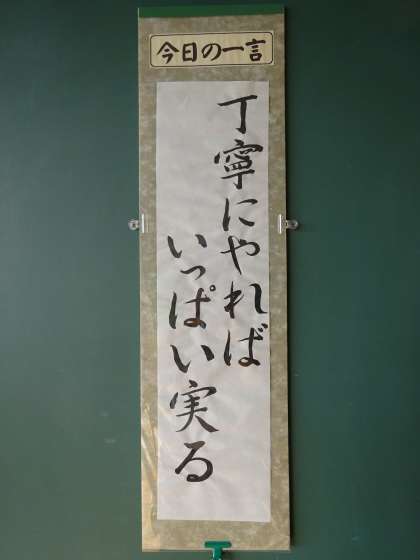 今日の一言
丁寧にやれば
いっぱい実る